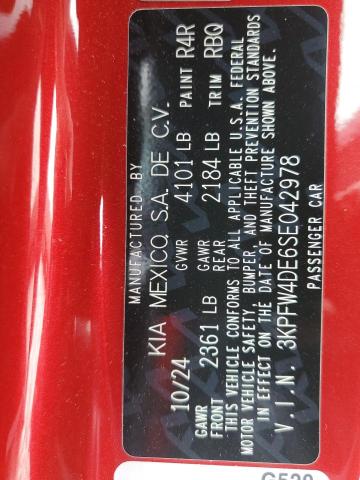 MANUFACTURED BY
KIA MEXICO, S.A. DE C.V.
10/24 GVWR 4101 LB PAINT R4R
GAWR FRONT 2361 LB GAWR REAR 2184 LB TRIM RBQ
THIS VEHICLE CONFORMS TO ALL APPLICABLE U.S.A. FEDERAL
MOTOR VEHICLE SAFETY, BUMPER, AND THEFT PREVENTION STANDARDS
IN EFFECT ON THE DATE OF MANUFACTURE SHOWN ABOVE.
V.I.N. 3KPFW4DE6SE042978
PASSENGER CAR